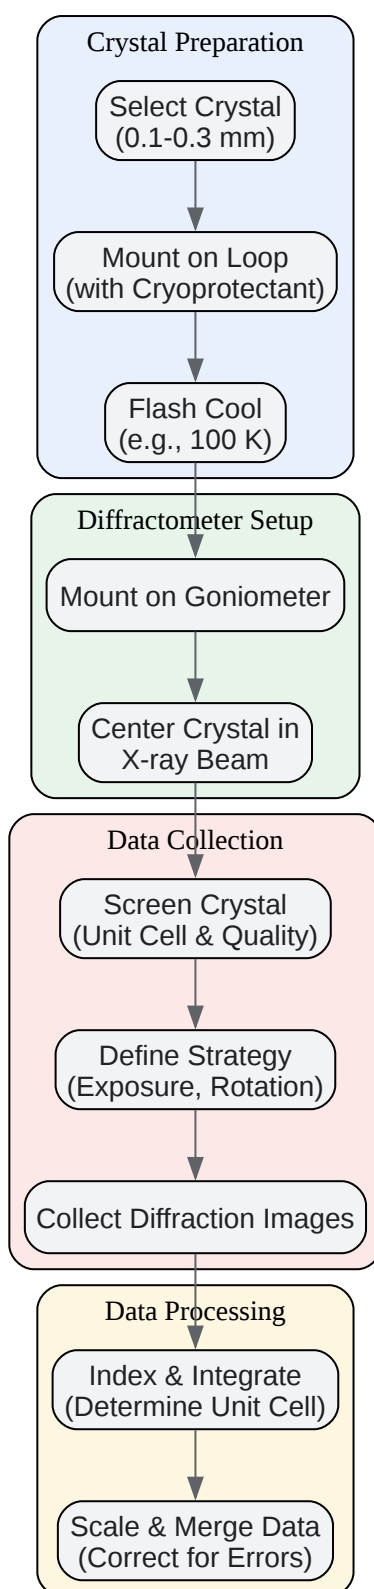 Crystal Preparation
Select Crystal
(0.1-0.3 mm)
Mount on Loop
(with Cryoprotectant)
Flash Cool
(e.g., 100 K)
Diffractometer Setup
Mount on Goniometer
Center Crystal in
X-ray Beam
Data Collection
Screen Crystal
(Unit Cell & Quality)
Define Strategy
(Exposure, Rotation)
Collect Diffraction Images
Data Processing
Index & Integrate
(Determine Unit Cell)
Scale & Merge Data
(Correct for Errors)